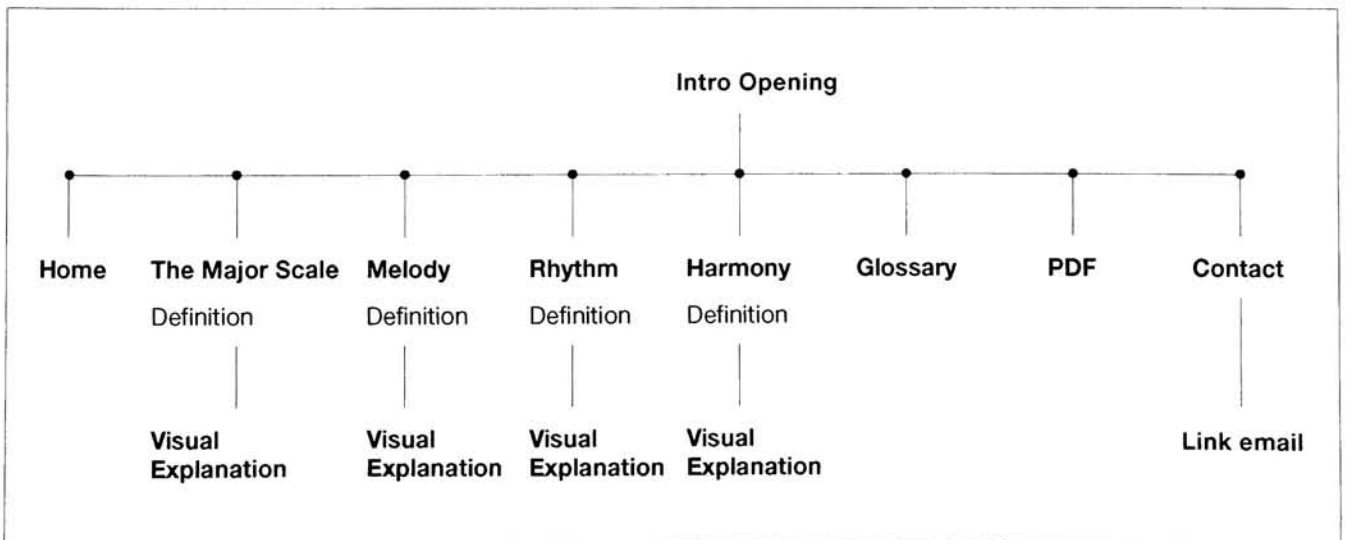 Intro Opening
Home The Major Scale Melody Rhythm Harmony Glossary PDF Contact
Definition Definition Definition Definition
Visual Explanation Visual Explanation Visual Explanation Visual Explanation Link email